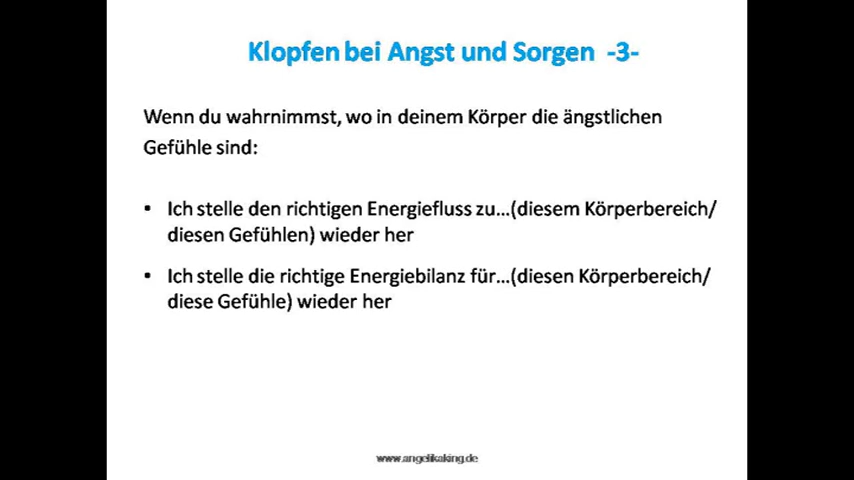 Klopfen bei Angst und Sorgen -3-
Wenn du wahrnimmst, wo in deinem Körper die ängstlichen
Gefühle sind:
• Ich stelle den richtigen Energiefluss zu...(diesem Körperbereich/
diesen Gefühlen) wieder her
• Ich stelle die richtige Energiebilanz für...(diesen Körperbereich/
diese Gefühle) wieder her
www.angelikaking.de